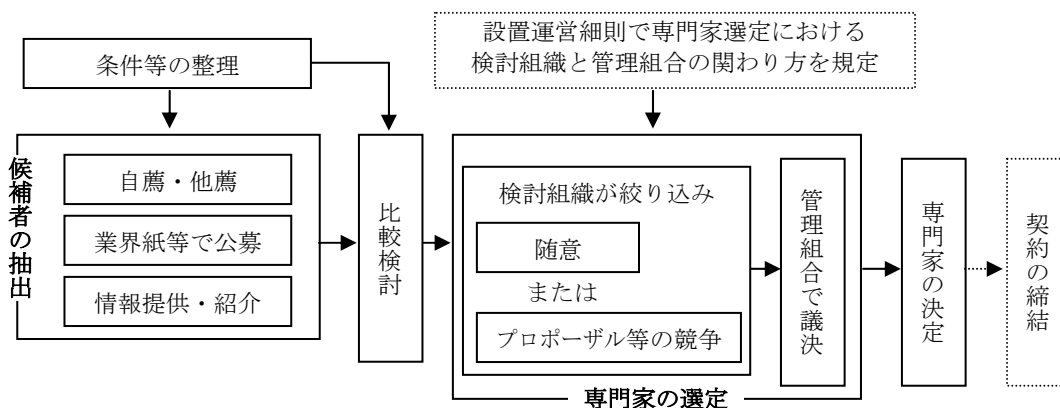 条件等の整理
設置運営細則で専門家選定における
検討組織と管理組合の関わり方を規定
候補者の抽出
自薦・他薦
業界紙等で公募
情報提供・紹介
比較検討
検討組織が絞り込み
随意
または
プロポーザル等の競争
管理組合で議決
専門家の選定
専門家の決定
契約の締結